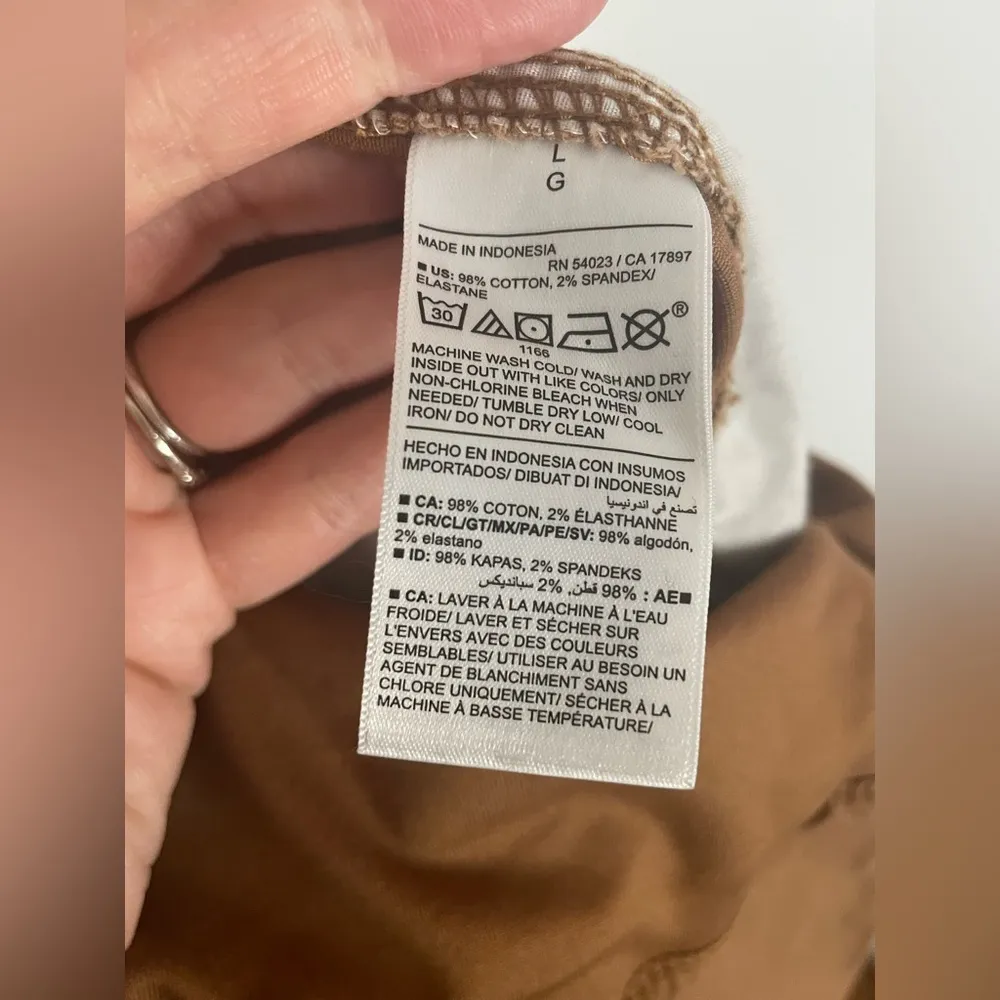 L
G
MADE IN INDONESIA
RN 54023 / CA 17897
■ US: 98% COTTON, 2% SPANDEX/
ELASTANE
30
®
1166
MACHINE WASH COLD/ WASH AND DRY
INSIDE OUT WITH LIKE COLORS/ ONLY
NON-CHLORINE BLEACH WHEN
NEEDED/ TUMBLE DRY LOW/ COOL
IRON/ DO NOT DRY CLEAN
HECHO EN INDONESIA CON INSUMOS
IMPORTADOS/ DIBUAT DI INDONESIA/
تصنع في اندونيسيا
■ CA: 98% COTON, 2% ÉLASTHANNE
■ CR/CL/GT/MX/PA/PE/SV: 98% algodón,
2% elastano
■ ID: 98% KAPAS, 2% SPANDEKS
■AE : 98% قطن, 2% سبانديكس
■ CA: LAVER À LA MACHINE À L'EAU
FROIDE/ LAVER ET SÉCHER SUR
L'ENVERS AVEC DES COULEURS
SEMBLABLES/ UTILISER AU BESOIN UN
AGENT DE BLANCHIMENT SANS
CHLORE UNIQUEMENT/ SÉCHER À LA
MACHINE À BASSE TEMPÉRATURE/